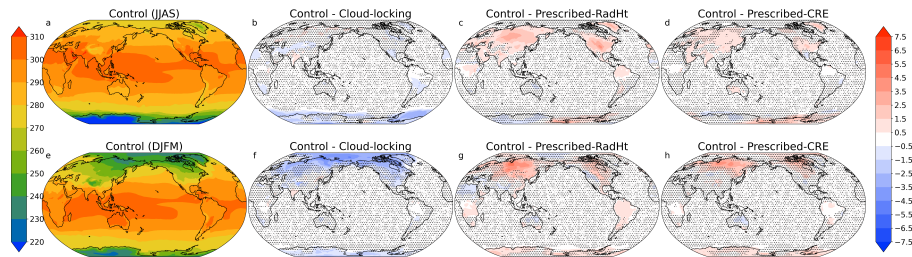 Control (JJAS)
Control - Cloud-locking
Control - Prescribed-RadHt
Control - Prescribed-CRE
a
b
c
d
310
300
290
280
270
260
250
240
230
220
7.5
6.5
5.5
4.5
3.5
2.5
1.5
0.5
−0.5
−1.5
−2.5
−3.5
−4.5
−5.5
−6.5
−7.5
Control (DJFM)
Control - Cloud-locking
Control - Prescribed-RadHt
Control - Prescribed-CRE
e
f
g
h